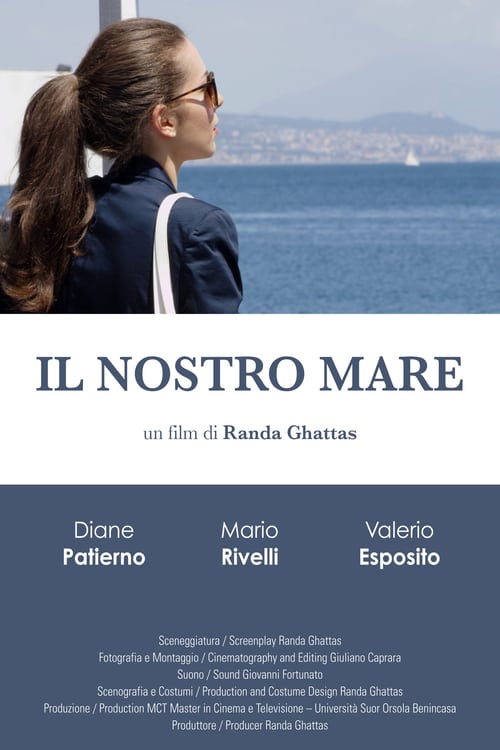 IL NOSTRO MARE
un film di Randa Ghattas
Diane Mario Valerio
Patierno Rivelli Esposito
Sceneggiatura / Screenplay Randa Ghattas
Fotografia e Montaggio / Cinematography and Editing Giuliano Caprara
Suono / Sound Giovanni Fortunato
Scenografia e Costumi / Production and Costume Design Randa Ghattas
Produzione / Production MCT Master in Cinema e Televisione – Università Suor Orsola Benincasa
Produttore / Producer Randa Ghattas